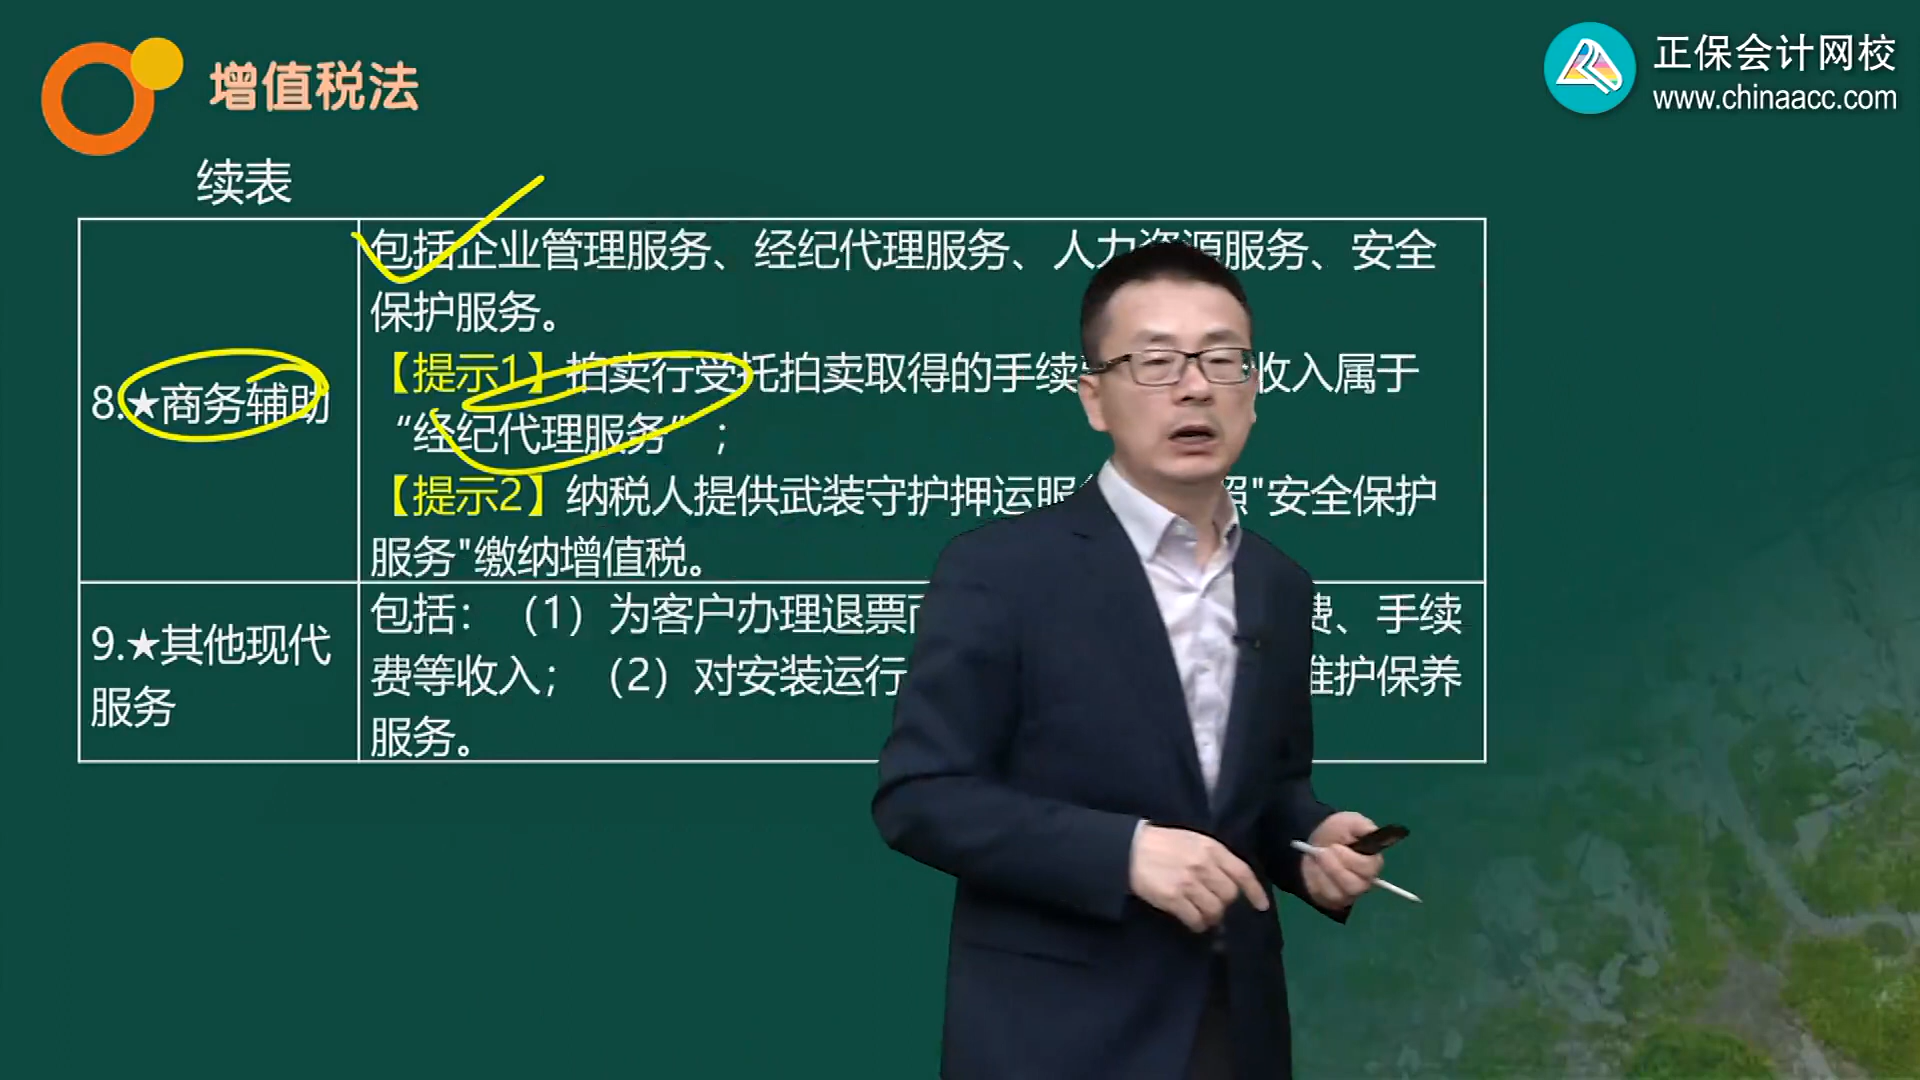 增值税法
正保会计网校
www.chinaacc.com
续表
8.★商务辅助
包括企业管理服务、经纪代理服务、人力资源服务、安全
保护服务。
【提示1】拍卖行受托拍卖取得的手续 收入属于
“经纪代理服务”；
【提示2】纳税人提供武装守护押运服 照"安全保护
服务"缴纳增值税。
9.★其他现代
服务
包括：（1）为客户办理退票 费、手续
费等收入；（2）对安装运行 维护保养
服务。